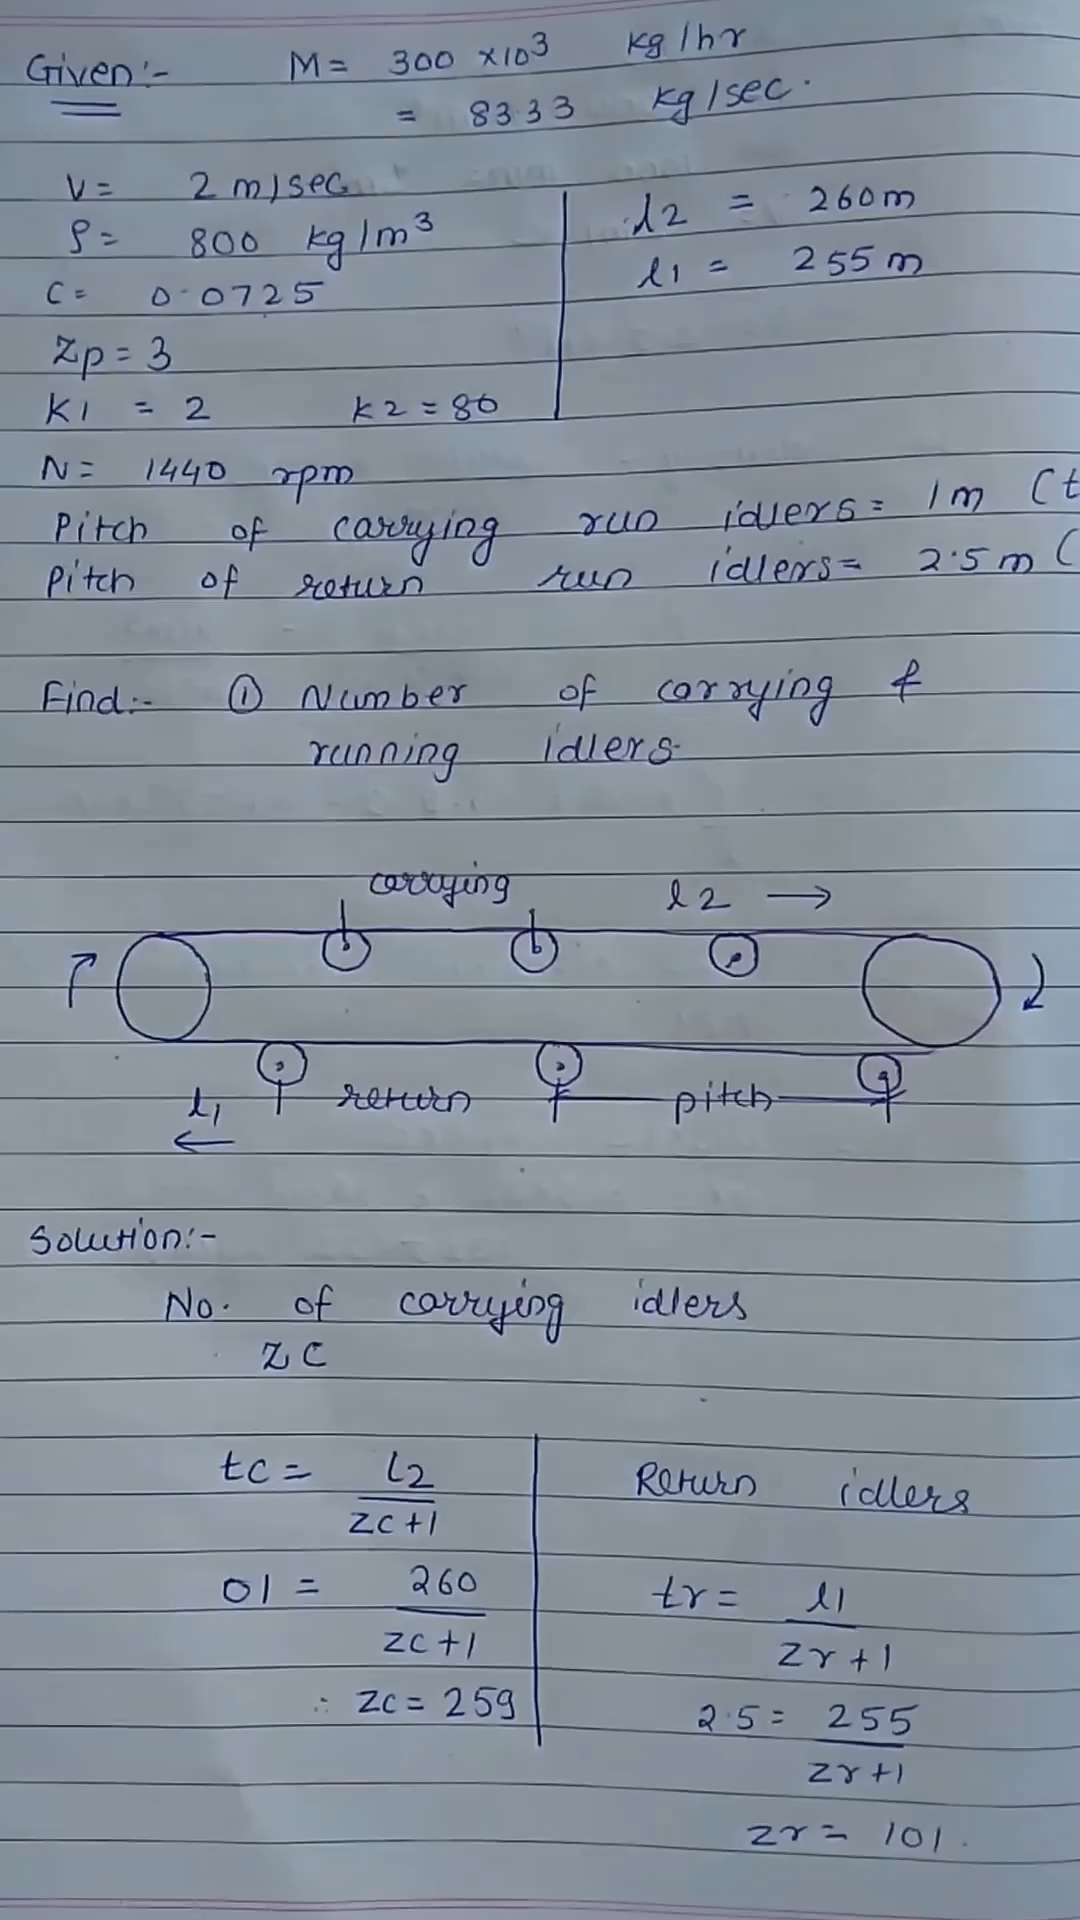 Given:- M = 300 ×10³ kg/hr
= 83.33 kg/sec.
V = 2 m/sec
ρ = 800 kg/m³
C = 0.0725
Zp = 3
K1 = 2 K2 = 80
l2 = 260m
l1 = 255m
N = 1440 rpm
Pitch of carrying run idlers = 1m (t
Pitch of return run idlers = 2.5m (
Find:- ① Number of carrying &
running idlers.
carrying l2 →
l1 return pitch
←
Solution:-
No. of carrying idlers
ZC
tc = l2
ZC+1
01 = 260
ZC+1
∴ ZC = 259
Return idlers
tr = l1
Zr+1
2.5 = 255
Zr+1
Zr = 101.